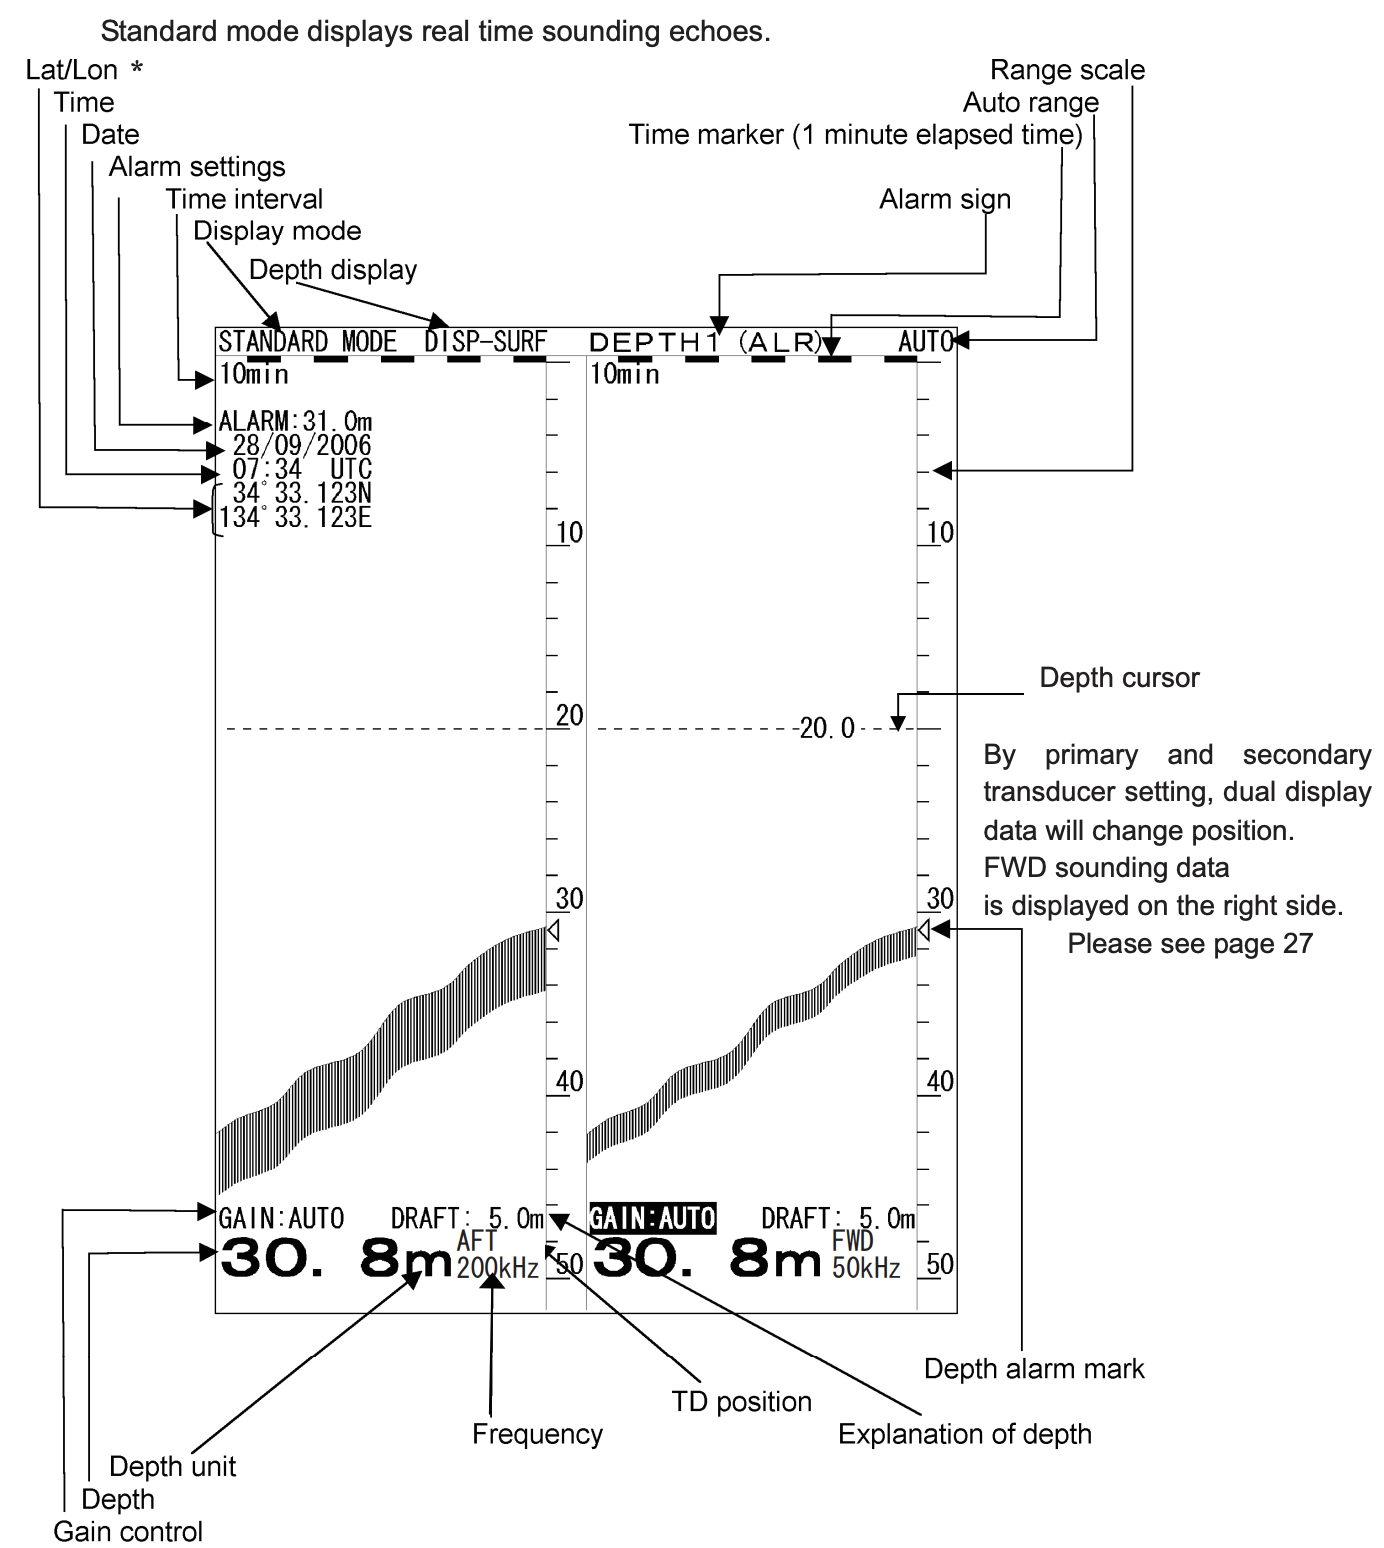 Standard mode displays real time sounding echoes.
Lat/Lon *
Range scale
Time
Auto range
Date
Time marker (1 minute elapsed time)
Alarm settings
Time interval
Alarm sign
Display mode
Depth display
STANDARD MODE DISP-SURF DEPTH1 (ALR) AUTO
10min
10min
ALARM:31.0m
28/09/2006
07:34 UTC
34°33.123N
134°33.123E
10
10
Depth cursor
20
20.0
By primary and secondary
transducer setting, dual display
data will change position.
FWD sounding data
is displayed on the right side.
Please see page 27
30
30
40
40
GAIN:AUTO DRAFT: 5.0m
GAIN:AUTO DRAFT: 5.0m
30.8m AFT
200kHz
50
30.8m FWD
50kHz
50
Depth alarm mark
TD position
Frequency
Explanation of depth
Depth unit
Depth
Gain control